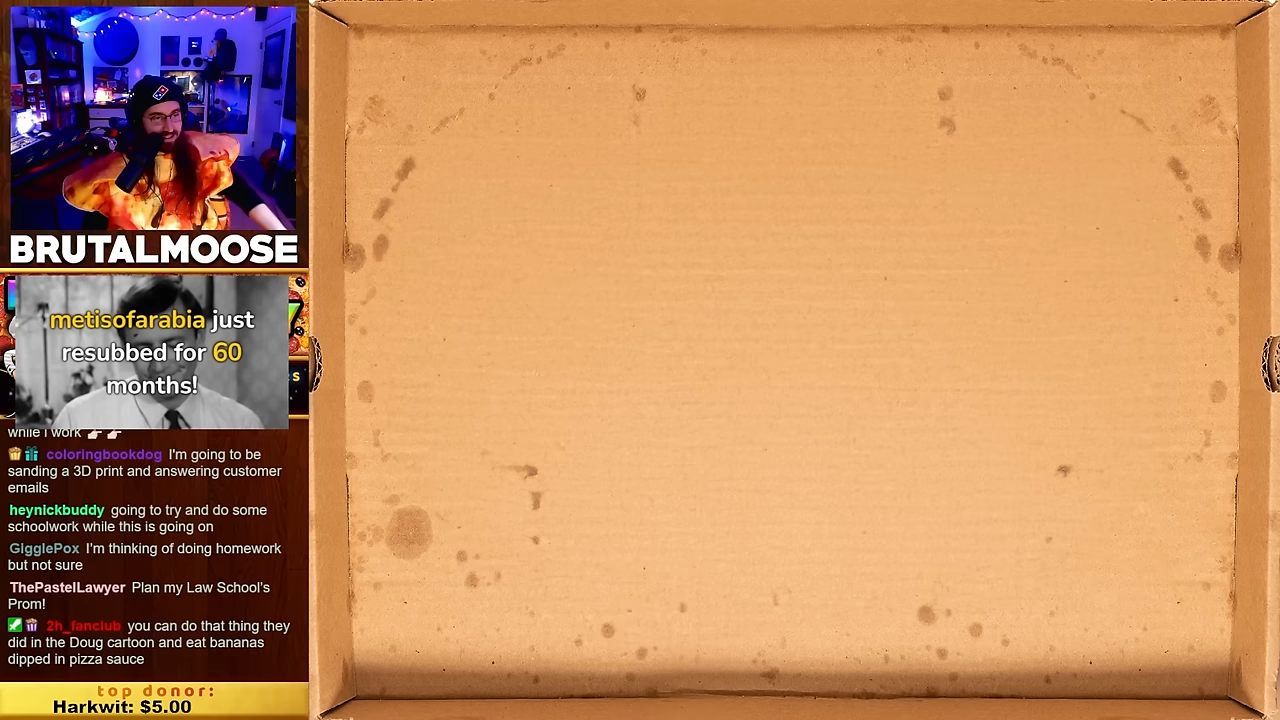 BRUTALMOOSE
metisofarabia just
resubbed for 60
months!
while I work
coloringbookdog I'm going to be
sanding a 3D print and answering customer
emails
heynickbuddy going to try and do some
schoolwork while this is going on
GigglePox I'm thinking of doing homework
but not sure
ThePastelLawyer Plan my Law School's
Prom!
2h_fanclub you can do that thing they
did in the Doug cartoon and eat bananas
dipped in pizza sauce
top donor:
Harkwit: $5.00